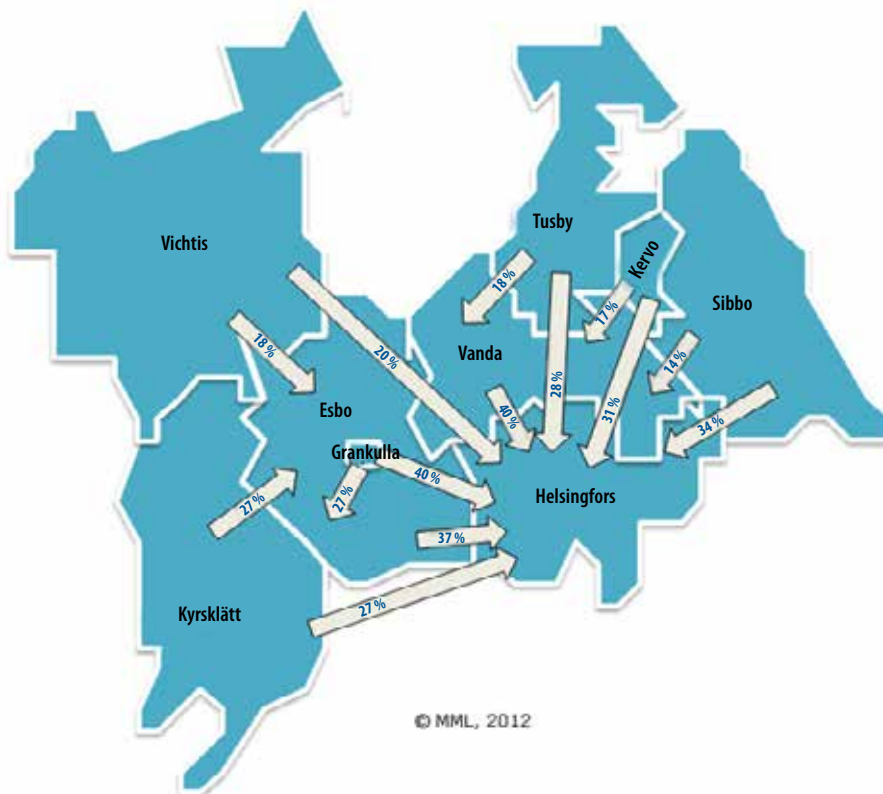 Tusby
Kervo
Vichtis
18 %
17 %
Sibbo
18 %
20 %
Vanda
14 %
28 %
31 %
40 %
34 %
Esbo
Grankulla
40 %
27 %
27 %
Helsingfors
37 %
27 %
Kyrsklätt
© MML, 2012